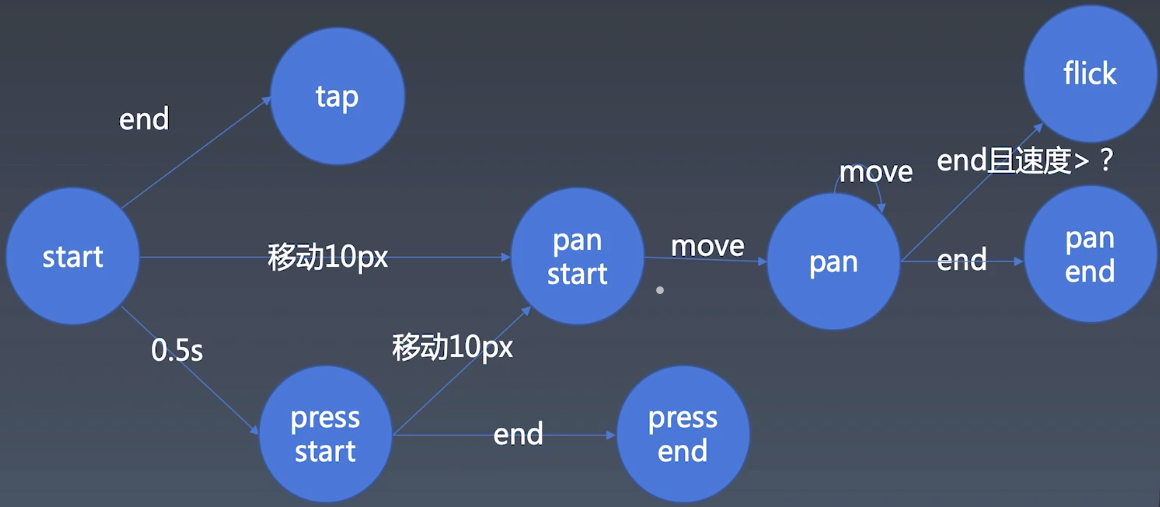 flick
tap
end
end且速度>？
move
start
移动10px
pan
start
move
pan
end
pan
end
0.5s
移动10px
press
start
end
press
end